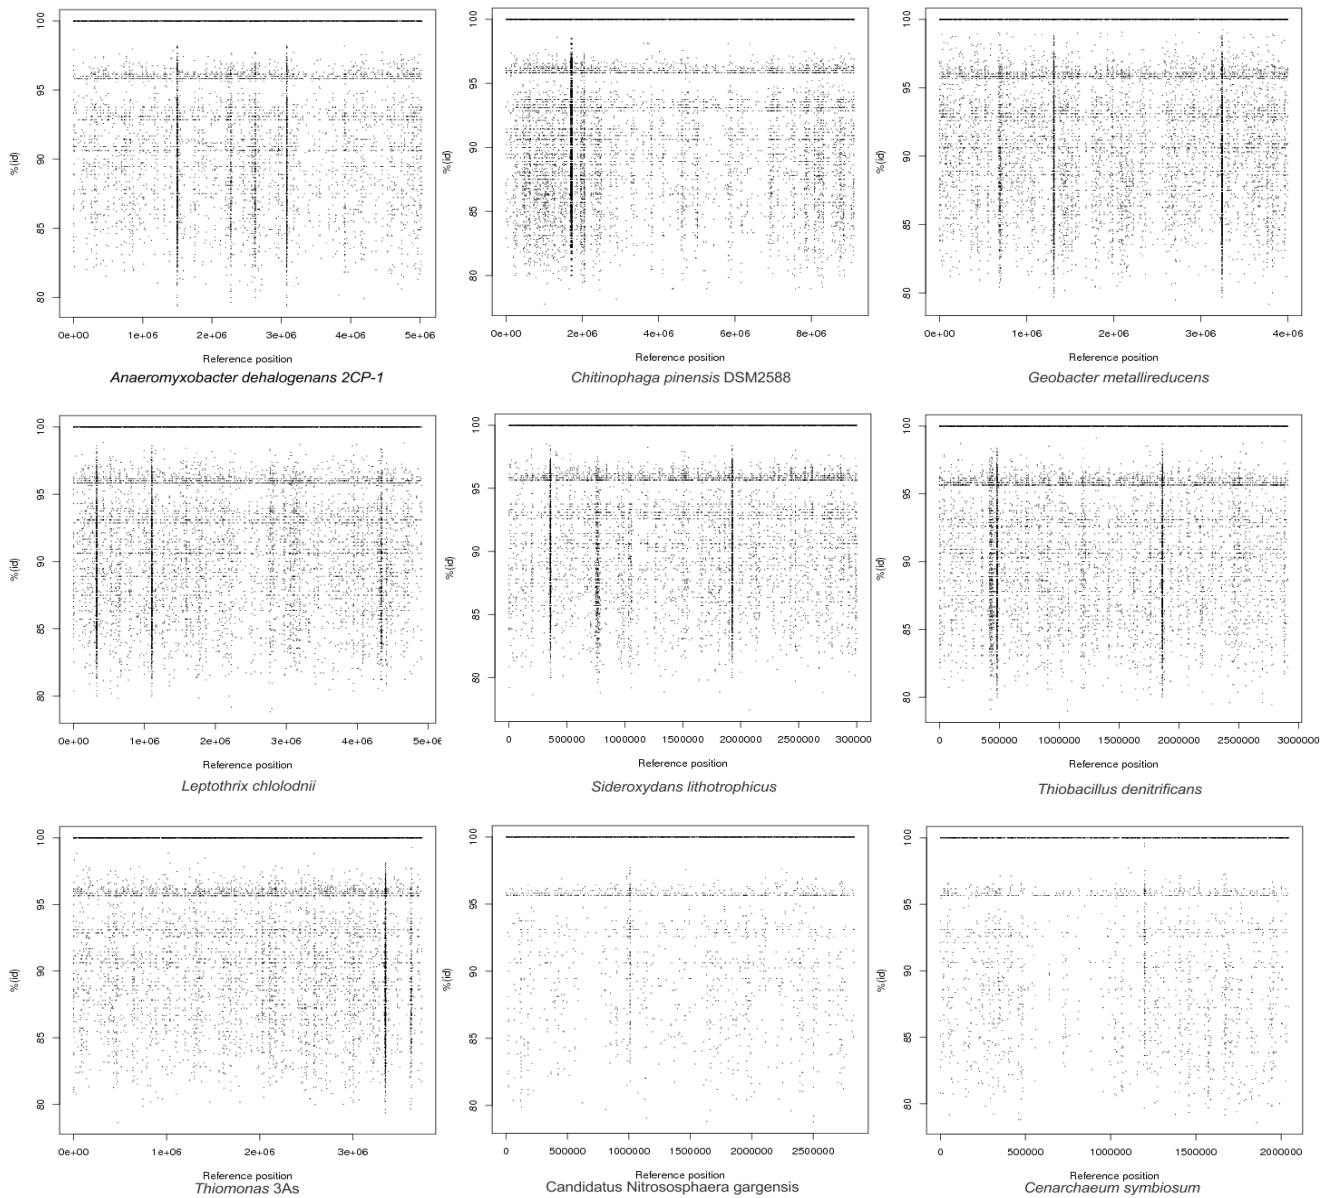 100
95
90
85
80
%(id)
0e+00 1e+06 2e+06 3e+06 4e+06 5e+06
Reference position
Anaeromyxobacter dehalogenans 2CP-1
100
95
90
85
80
%(id)
0e+00 2e+06 4e+06 6e+06 8e+06
Reference position
Chitinophaga pinensis DSM2588
100
95
90
85
80
%(id)
0e+00 1e+06 2e+06 3e+06 4e+06
Reference position
Geobacter metallireducens
100
95
90
85
80
%(id)
0e+00 1e+06 2e+06 3e+06 4e+06 5e+06
Reference position
Leptothrix chlolodnii
100
95
90
85
80
%(id)
0 500000 1000000 1500000 2000000 2500000 3000000
Reference position
Sideroxydans lithotrophicus
100
95
90
85
80
%(id)
0 500000 1000000 1500000 2000000 2500000 3000000
Reference position
Thiobacillus denitrificans
100
95
90
85
80
%(id)
0e+00 1e+06 2e+06 3e+06
Reference position
Thiomonas 3As
100
95
90
85
80
%(id)
0 500000 1000000 1500000 2000000 2500000
Reference position
Candidatus Nitrososphaera gargensis
100
95
90
85
80
%(id)
0 500000 1000000 1500000 2000000
Reference position
Cenarchaeum symbiosum